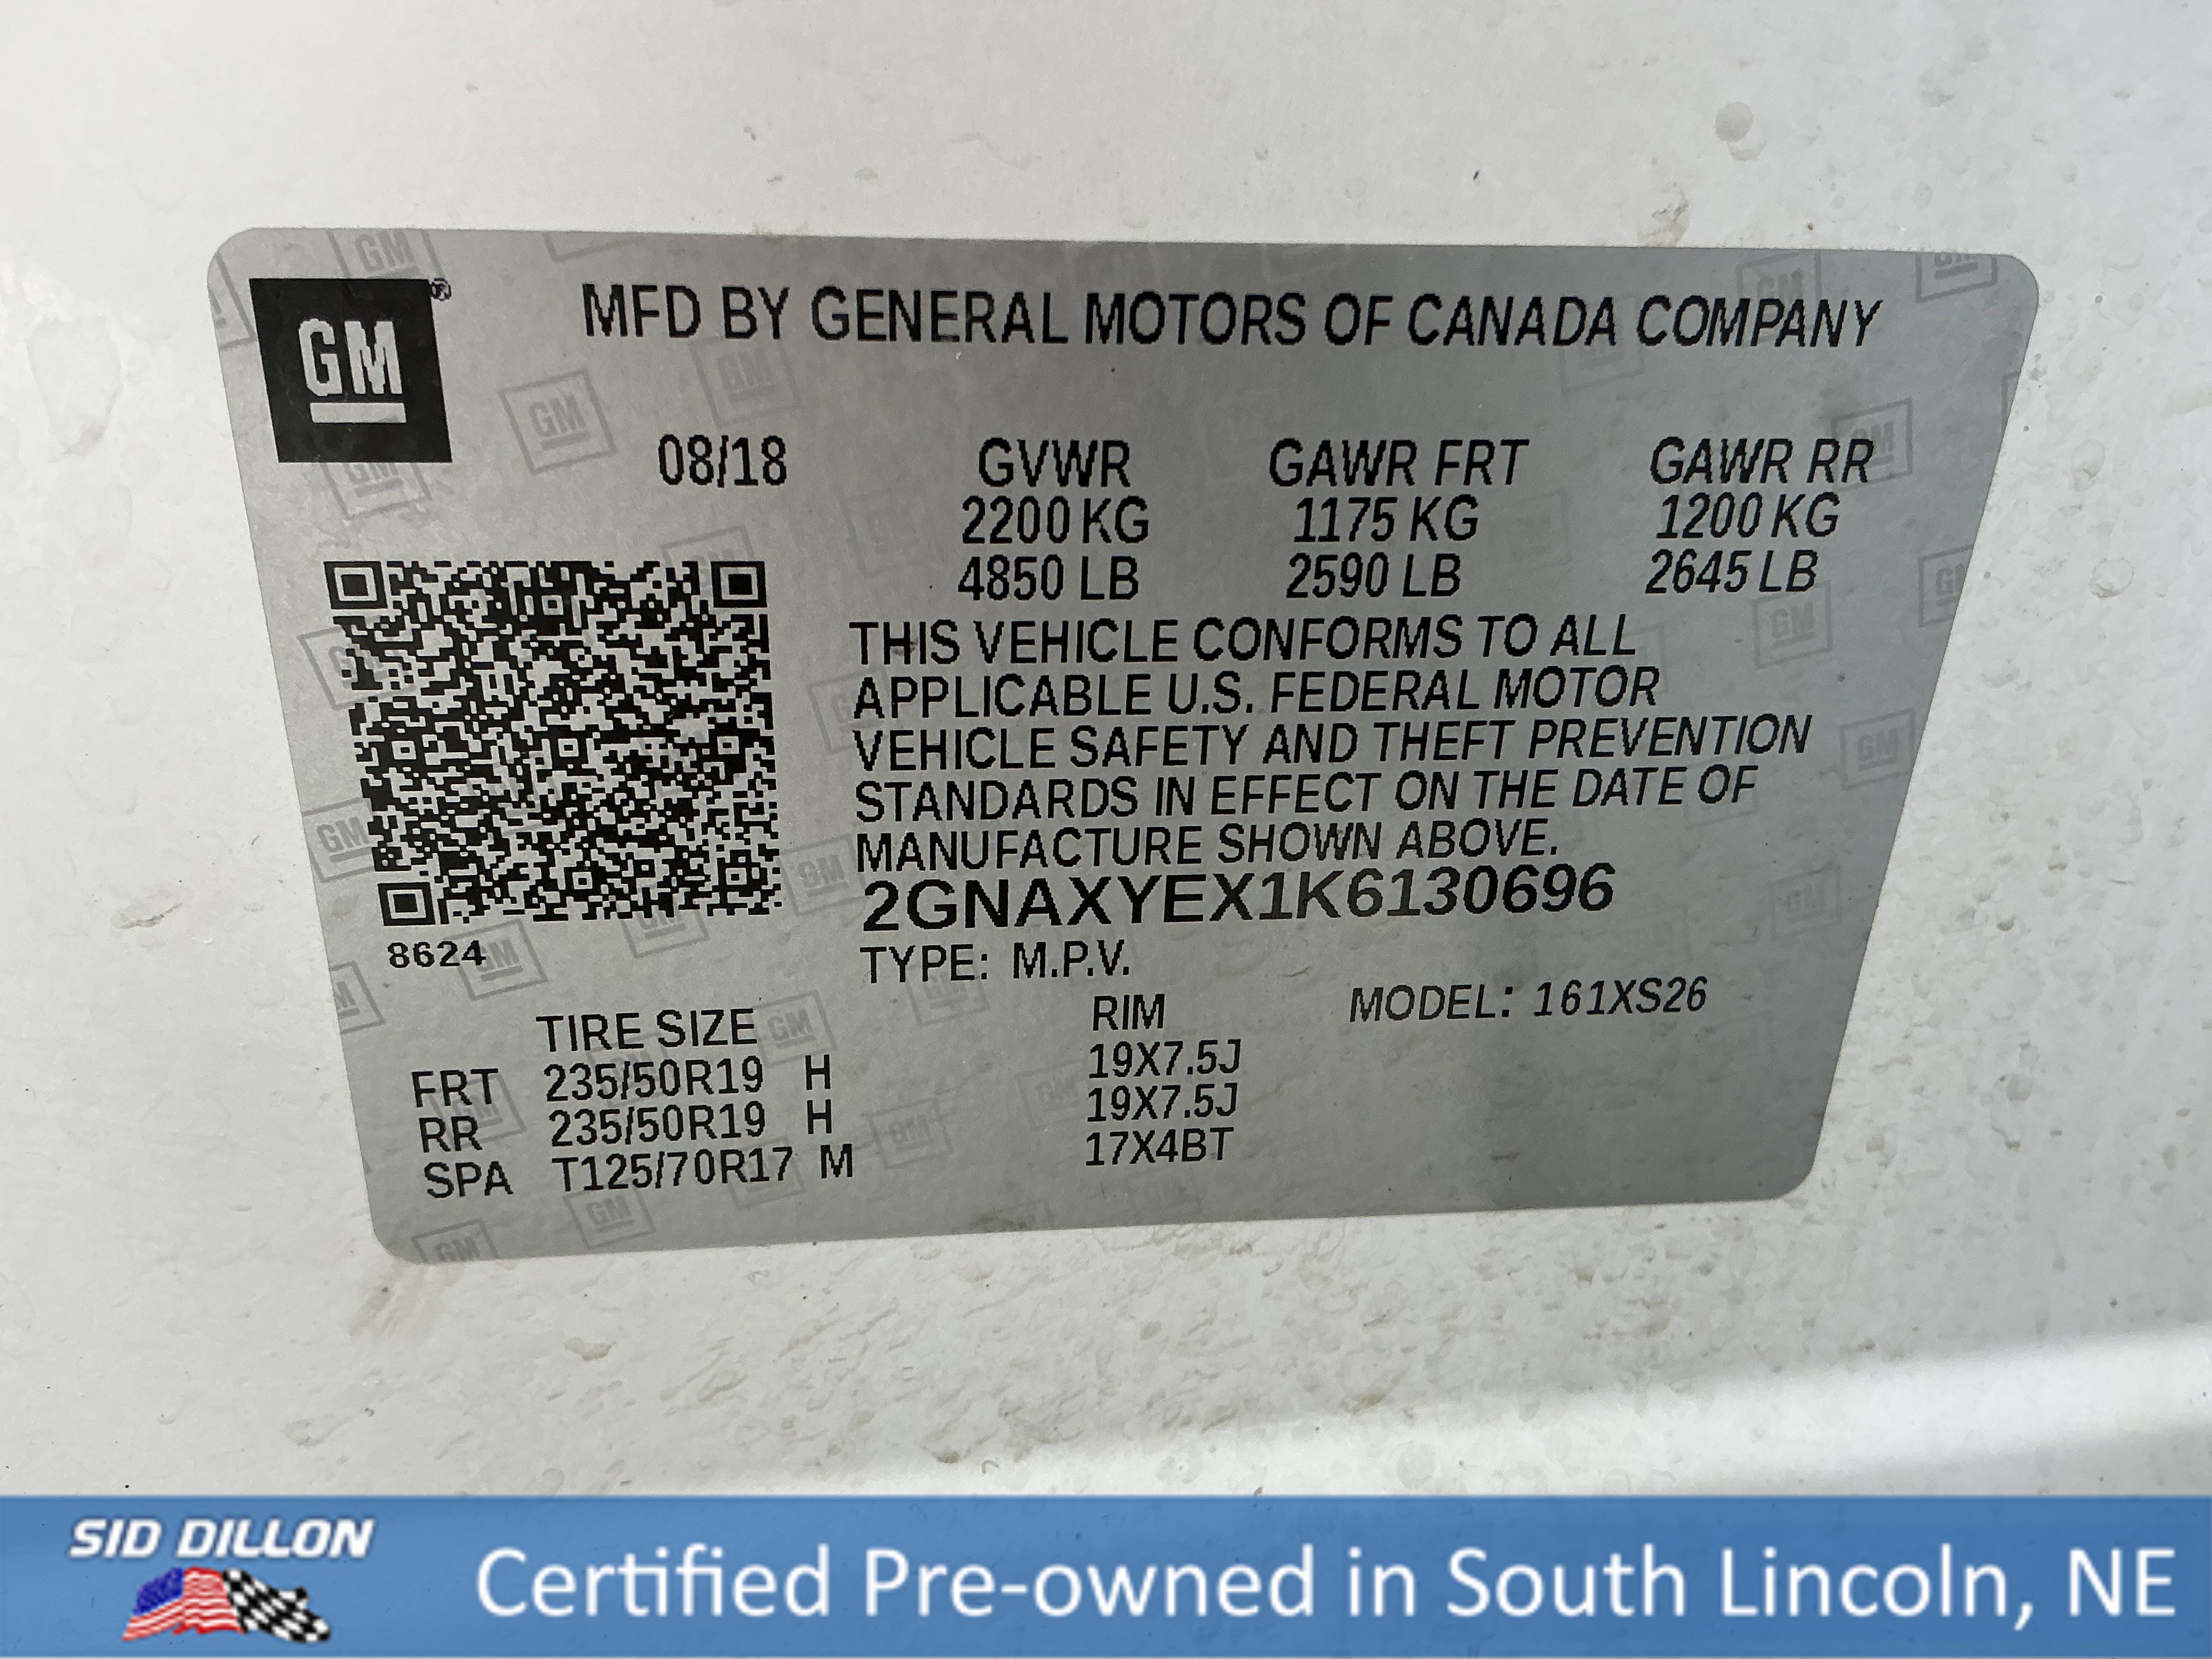 GM®
MFD BY GENERAL MOTORS OF CANADA COMPANY
08/18 GVWR GAWR FRT GAWR RR
2200 KG 1175 KG 1200 KG
4850 LB 2590 LB 2645 LB
THIS VEHICLE CONFORMS TO ALL
APPLICABLE U.S. FEDERAL MOTOR
VEHICLE SAFETY AND THEFT PREVENTION
STANDARDS IN EFFECT ON THE DATE OF
MANUFACTURE SHOWN ABOVE.
2GNAXYEX1K6130696
8624
TYPE: M.P.V.
TIRE SIZE RIM MODEL: 161XS26
FRT 235/50R19 H 19X7.5J
RR 235/50R19 H 19X7.5J
SPA T125/70R17 M 17X4BT
SID DILLON
Certified Pre-owned in South Lincoln, NE